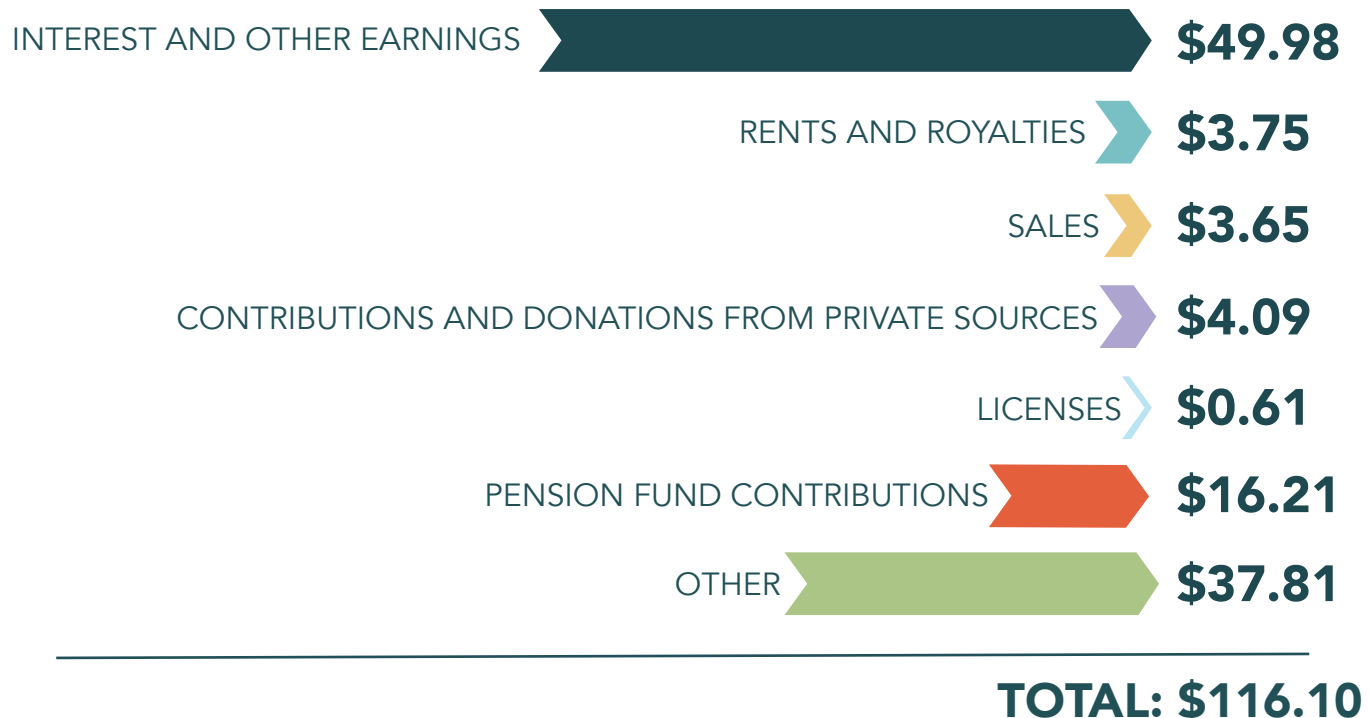 INTEREST AND OTHER EARNINGS $49.98
RENTS AND ROYALTIES $3.75
SALES $3.65
CONTRIBUTIONS AND DONATIONS FROM PRIVATE SOURCES $4.09
LICENSES $0.61
PENSION FUND CONTRIBUTIONS $16.21
OTHER $37.81
TOTAL: $116.10